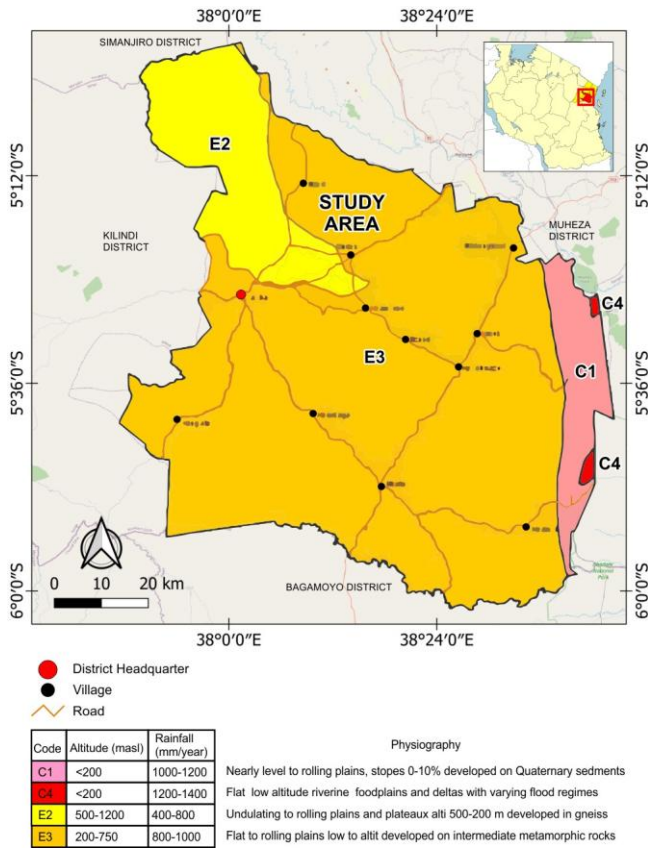 38°0′0″
38°24′0″
SIMANJIRO DISTRICT
E2
5°12′0″S
5°12′0″S
STUDY
AREA
KILINDI
DISTRICT
MUHEZA
DISTRICT
C4
E3
C1
5°36′0″S
5°36′0″S
C4
0 10 20 km
BAGAMOYO DISTRICT
6°0′0″S
6°0′0″S
38°0′0″E
38°24′0″E
District Headquarter
Village
Road
Code Altitude (masl) Rainfall (mm/year) Physiography
C1 <200 1000-1200 Nearly level to rolling plains, stopes 0-10% developed on Quaternary sediments
C4 <200 1200-1400 Flat low altitude riverine foodplains and deltas with varying flood regimes
E2 500-1200 400-800 Undulating to rolling plains and plateaux alti 500-200 m developed in gneiss
E3 200-750 800-1000 Flat to rolling plains low to altit developed on intermediate metamorphic rocks